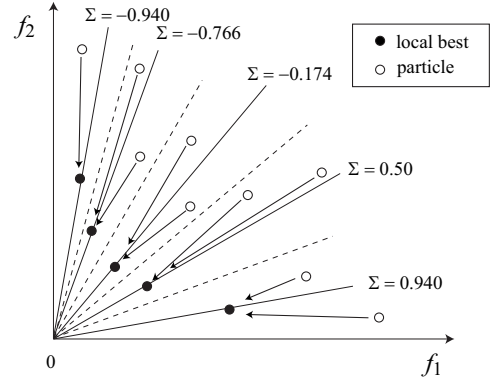 f2
Σ = −0.940
Σ = −0.766
Σ = −0.174
Σ = 0.50
Σ = 0.940
local best
particle
0
f1